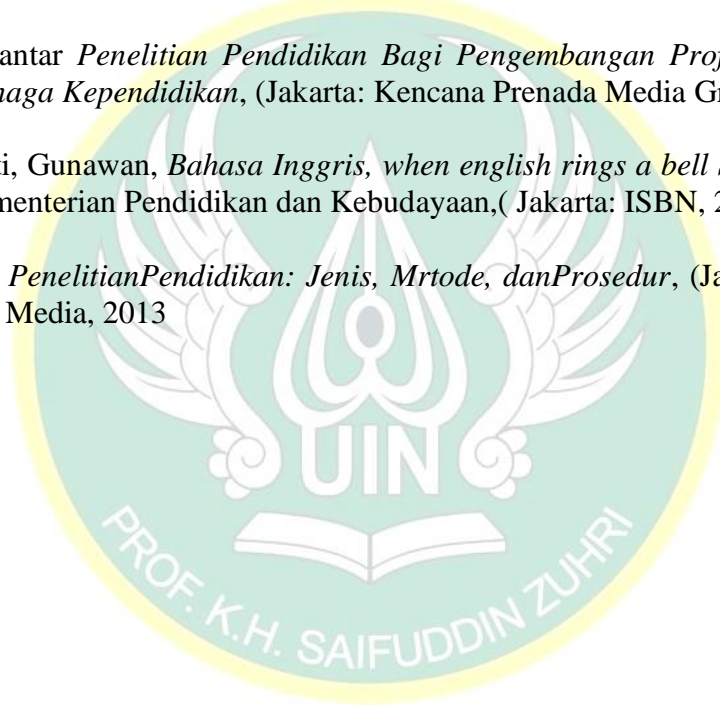 antar Penelitian Pendidikan Bagi Pengembangan Prof
naga Kependidikan, (Jakarta: Kencana Prenada Media Gr
ti, Gunawan, Bahasa Inggris, when english rings a bell
menterian Pendidikan dan Kebudayaan,( Jakarta: ISBN, 2
PenelitianPendidikan: Jenis, Mrtode, danProsedur, (Ja
Media, 2013
UIN
PROF. K.H. SAIFUDDIN ZUHRI